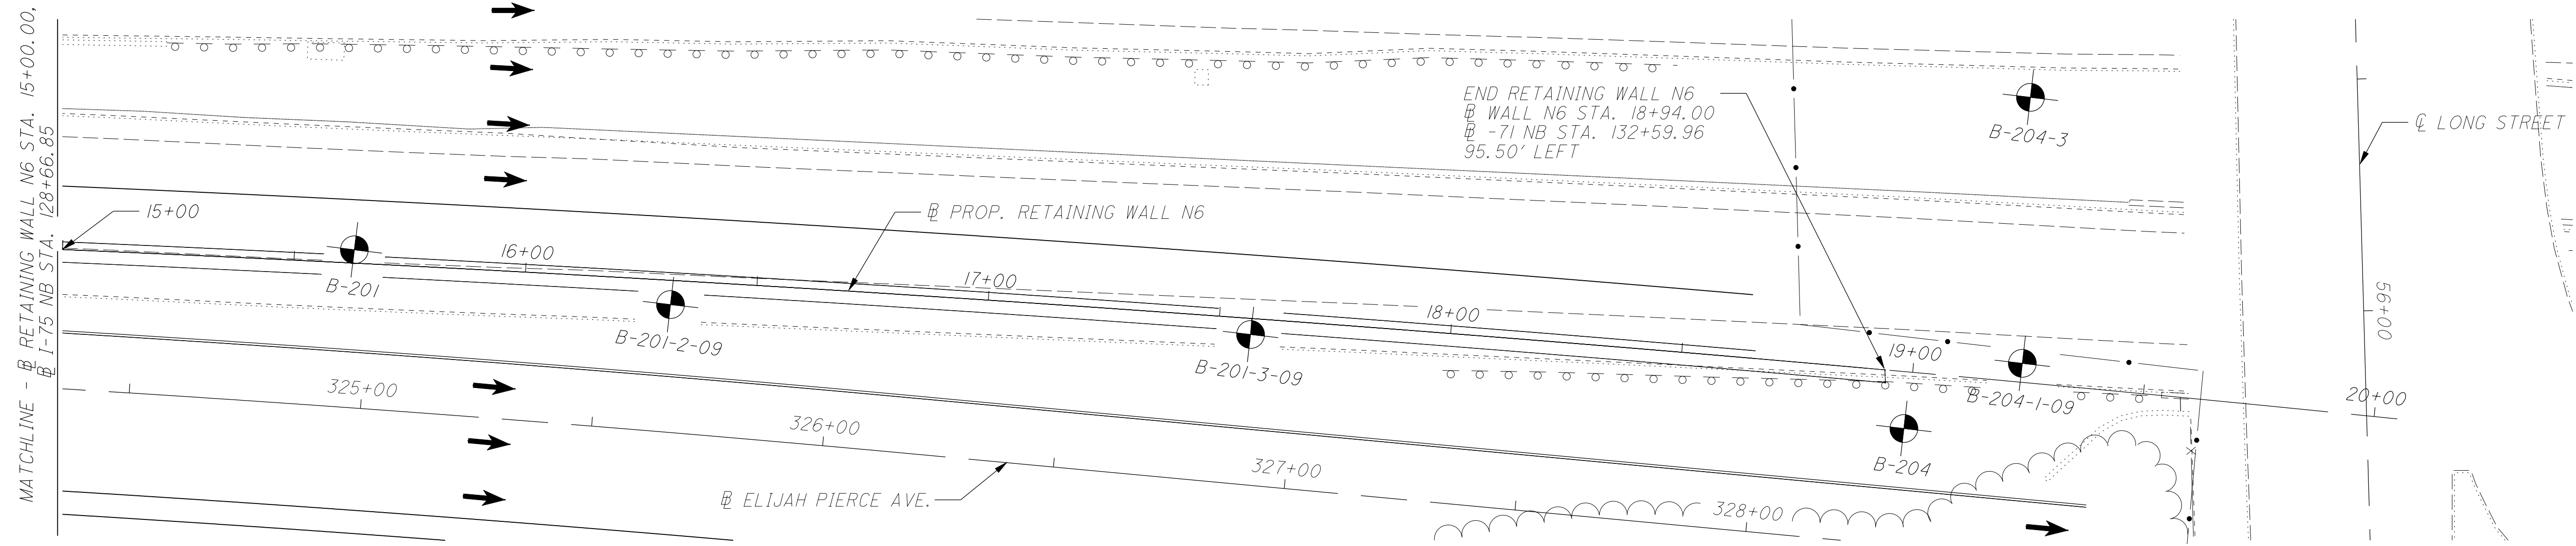 MATCHLINE - ℄ RETAINING WALL N6 STA. 15+00.00,
℄ I-75 NB STA. 128+66.85
END RETAINING WALL N6
℄ WALL N6 STA. 18+94.00
℄ -71 NB STA. 132+59.96
95.50' LEFT
B-204-3
℄ LONG STREET
15+00
℄ PROP. RETAINING WALL N6
B-201
16+00
17+00
18+00
19+00
20+00
56+00
B-201-2-09
B-201-3-09
B-204-1-09
B-204
325+00
326+00
327+00
328+00
℄ ELIJAH PIERCE AVE.